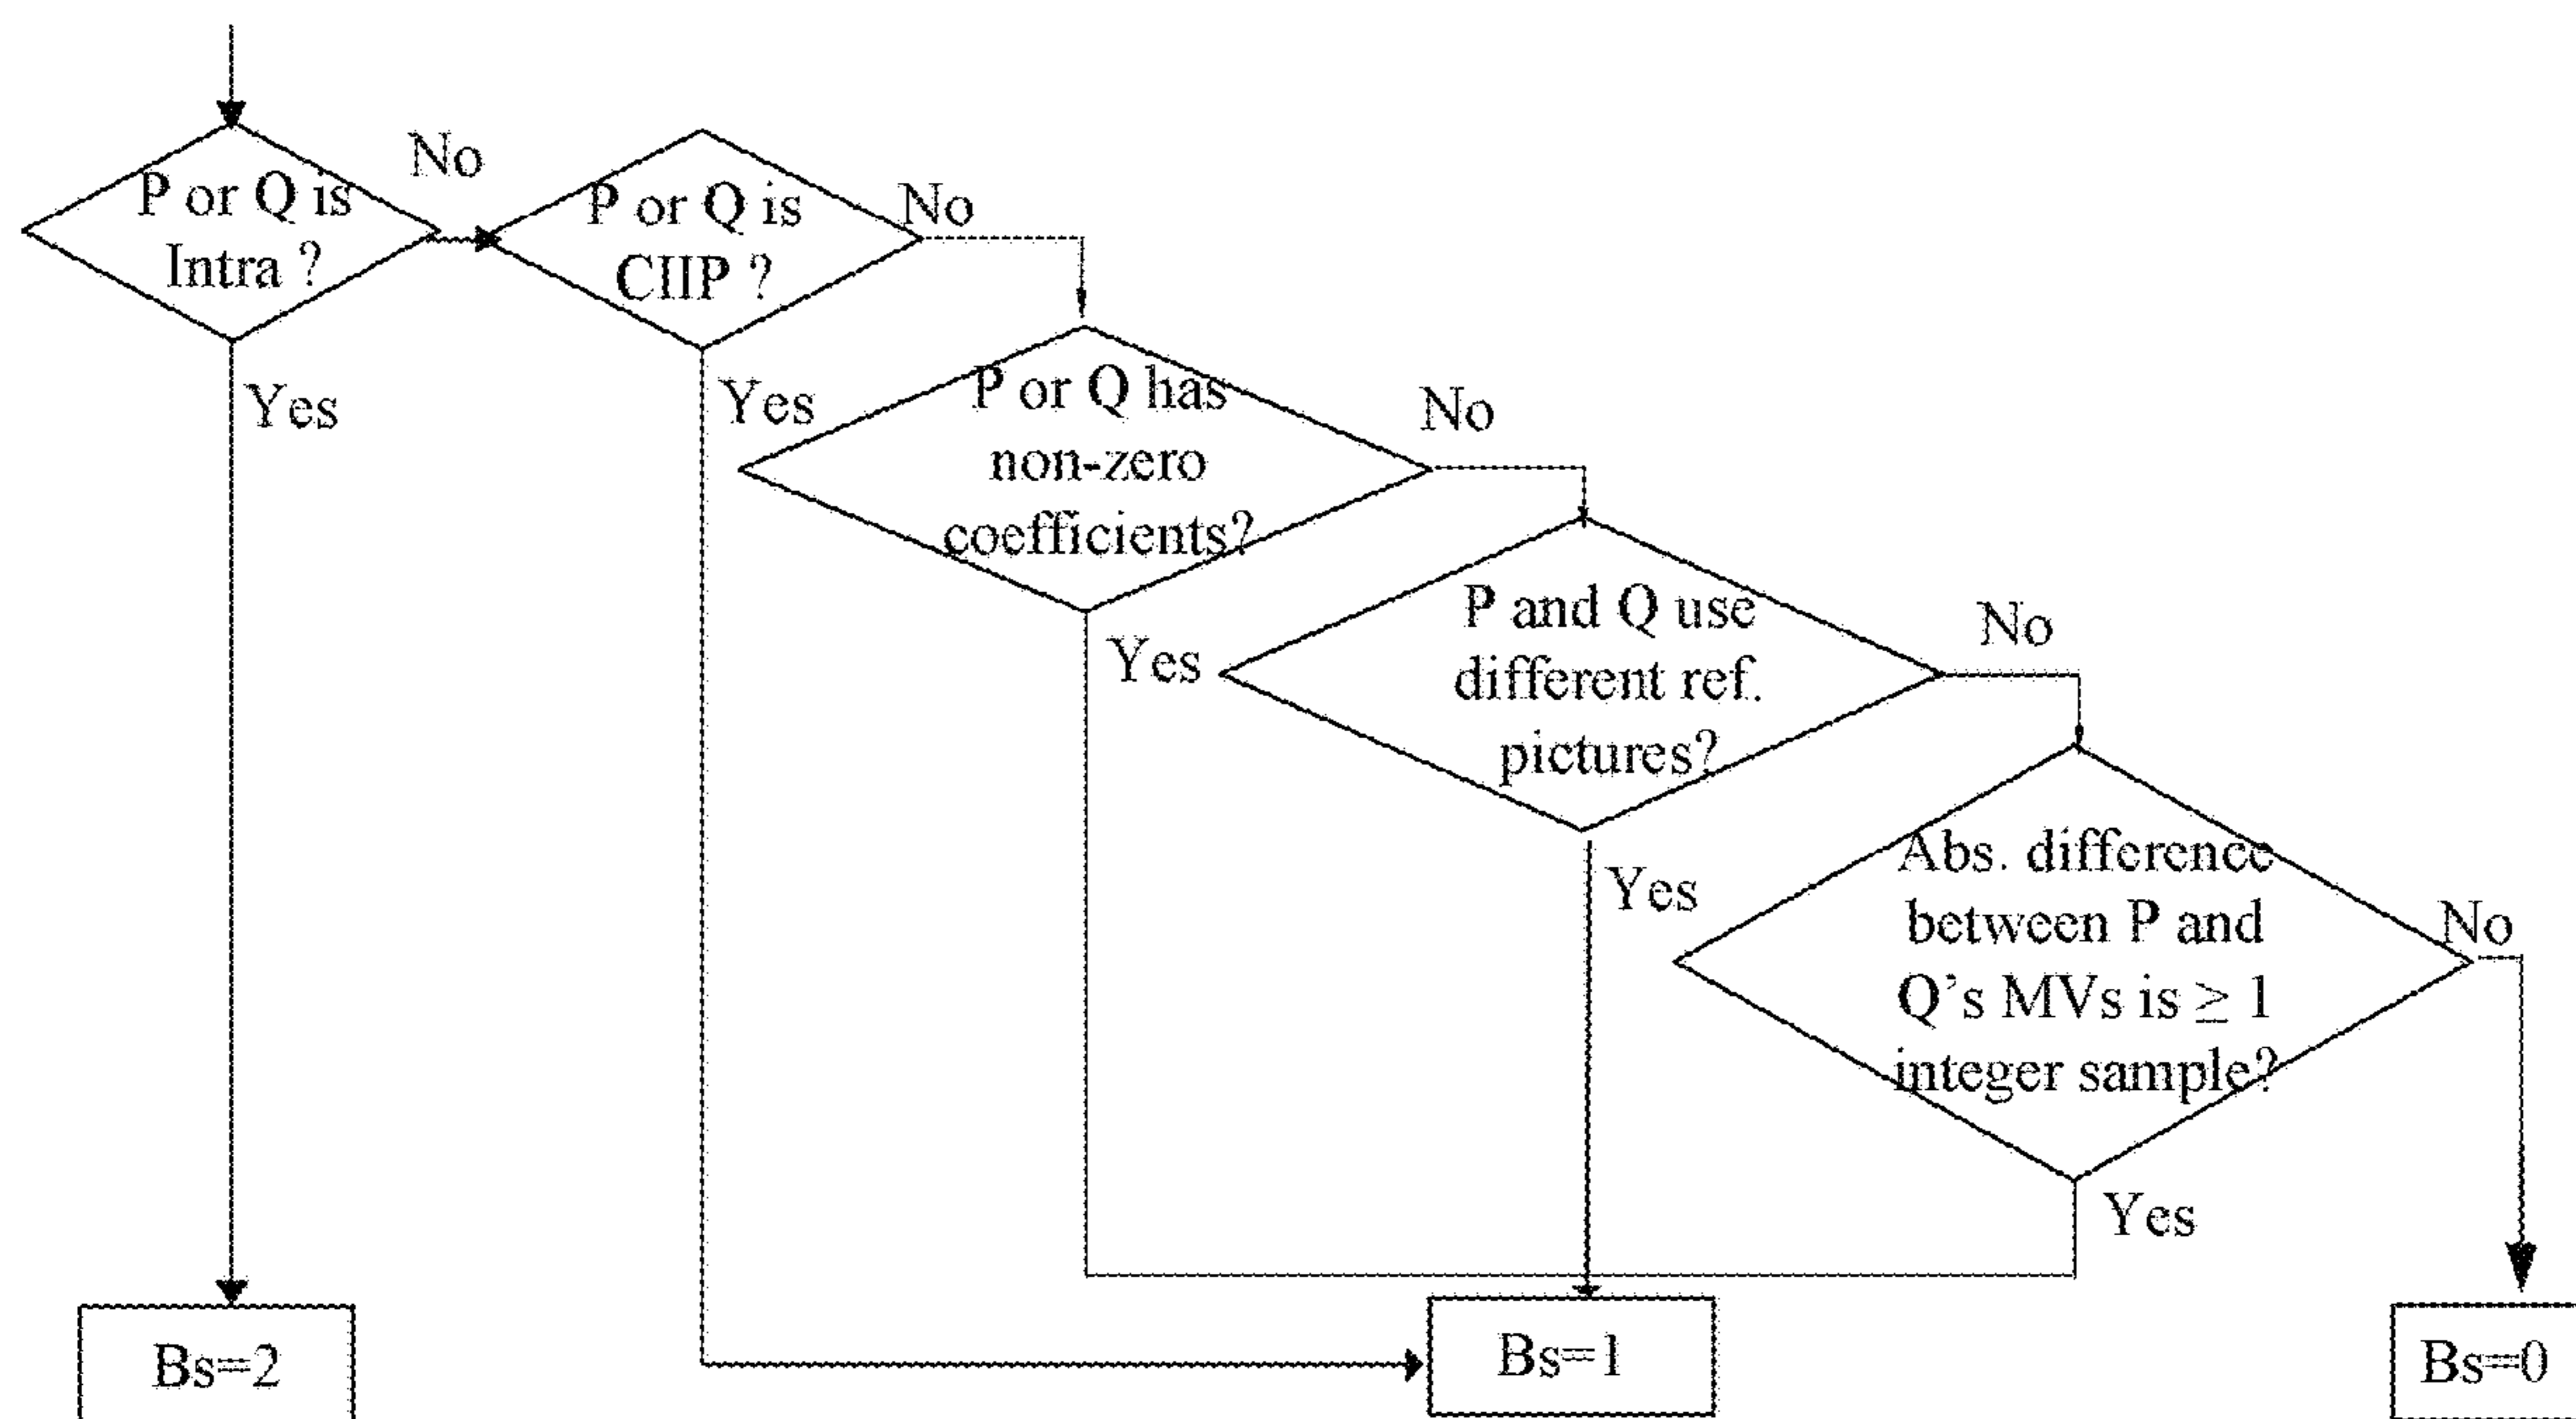 P or Q is
Intra ?
No
Yes
P or Q is
CIIP ?
No
Yes
P or Q has
non-zero
coefficients?
No
Yes
P and Q use
different ref.
pictures?
No
Yes
Abs. difference
between P and
Q's MVs is ≥ 1
integer sample?
No
Yes
Bs=2
Bs=1
Bs=0